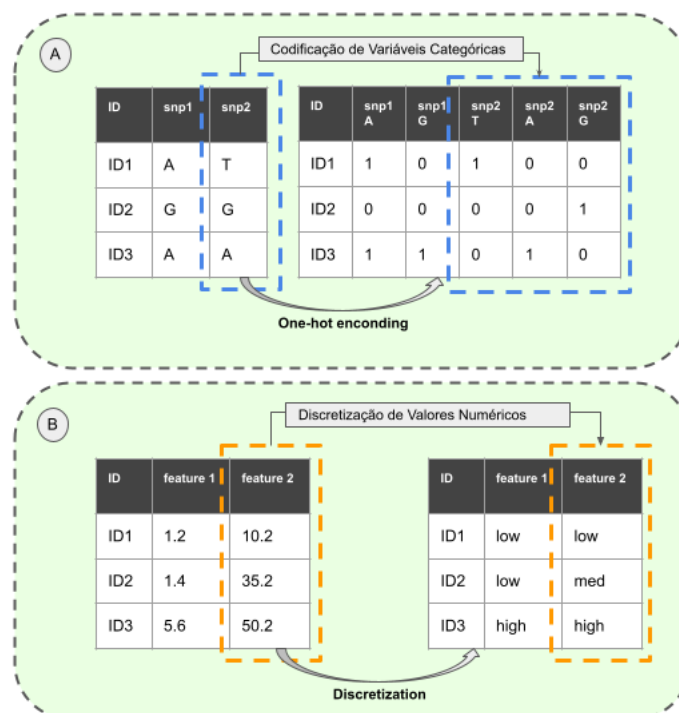 A
Codificação de Variáveis Categóricas
ID snp1 snp2
ID1 A T
ID2 G G
ID3 A A
ID snp1 A snp1 G snp2 T snp2 A snp2 G
ID1 1 0 1 0 0
ID2 0 0 0 0 1
ID3 1 1 0 1 0
One-hot enconding
B
Discretização de Valores Numéricos
ID feature 1 feature 2
ID1 1.2 10.2
ID2 1.4 35.2
ID3 5.6 50.2
ID feature 1 feature 2
ID1 low low
ID2 low med
ID3 high high
Discretization